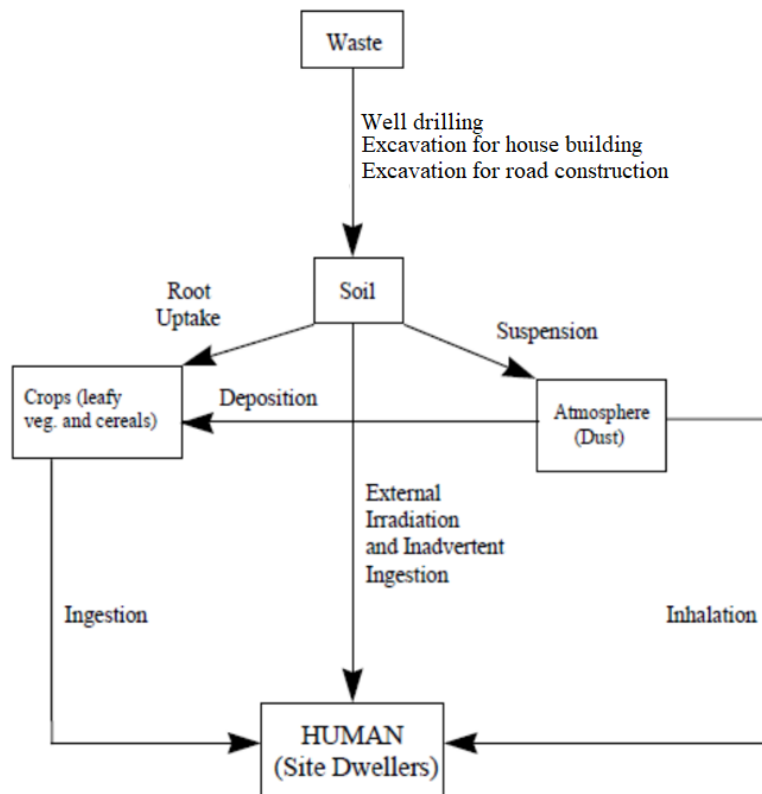 Waste
Well drilling
Excavation for house building
Excavation for road construction
Soil
Root
Uptake
Suspension
Crops (leafy
veg. and cereals)
Deposition
Atmosphere
(Dust)
External
Irradiation
and Inadvertent
Ingestion
Ingestion
Inhalation
HUMAN
(Site Dwellers)